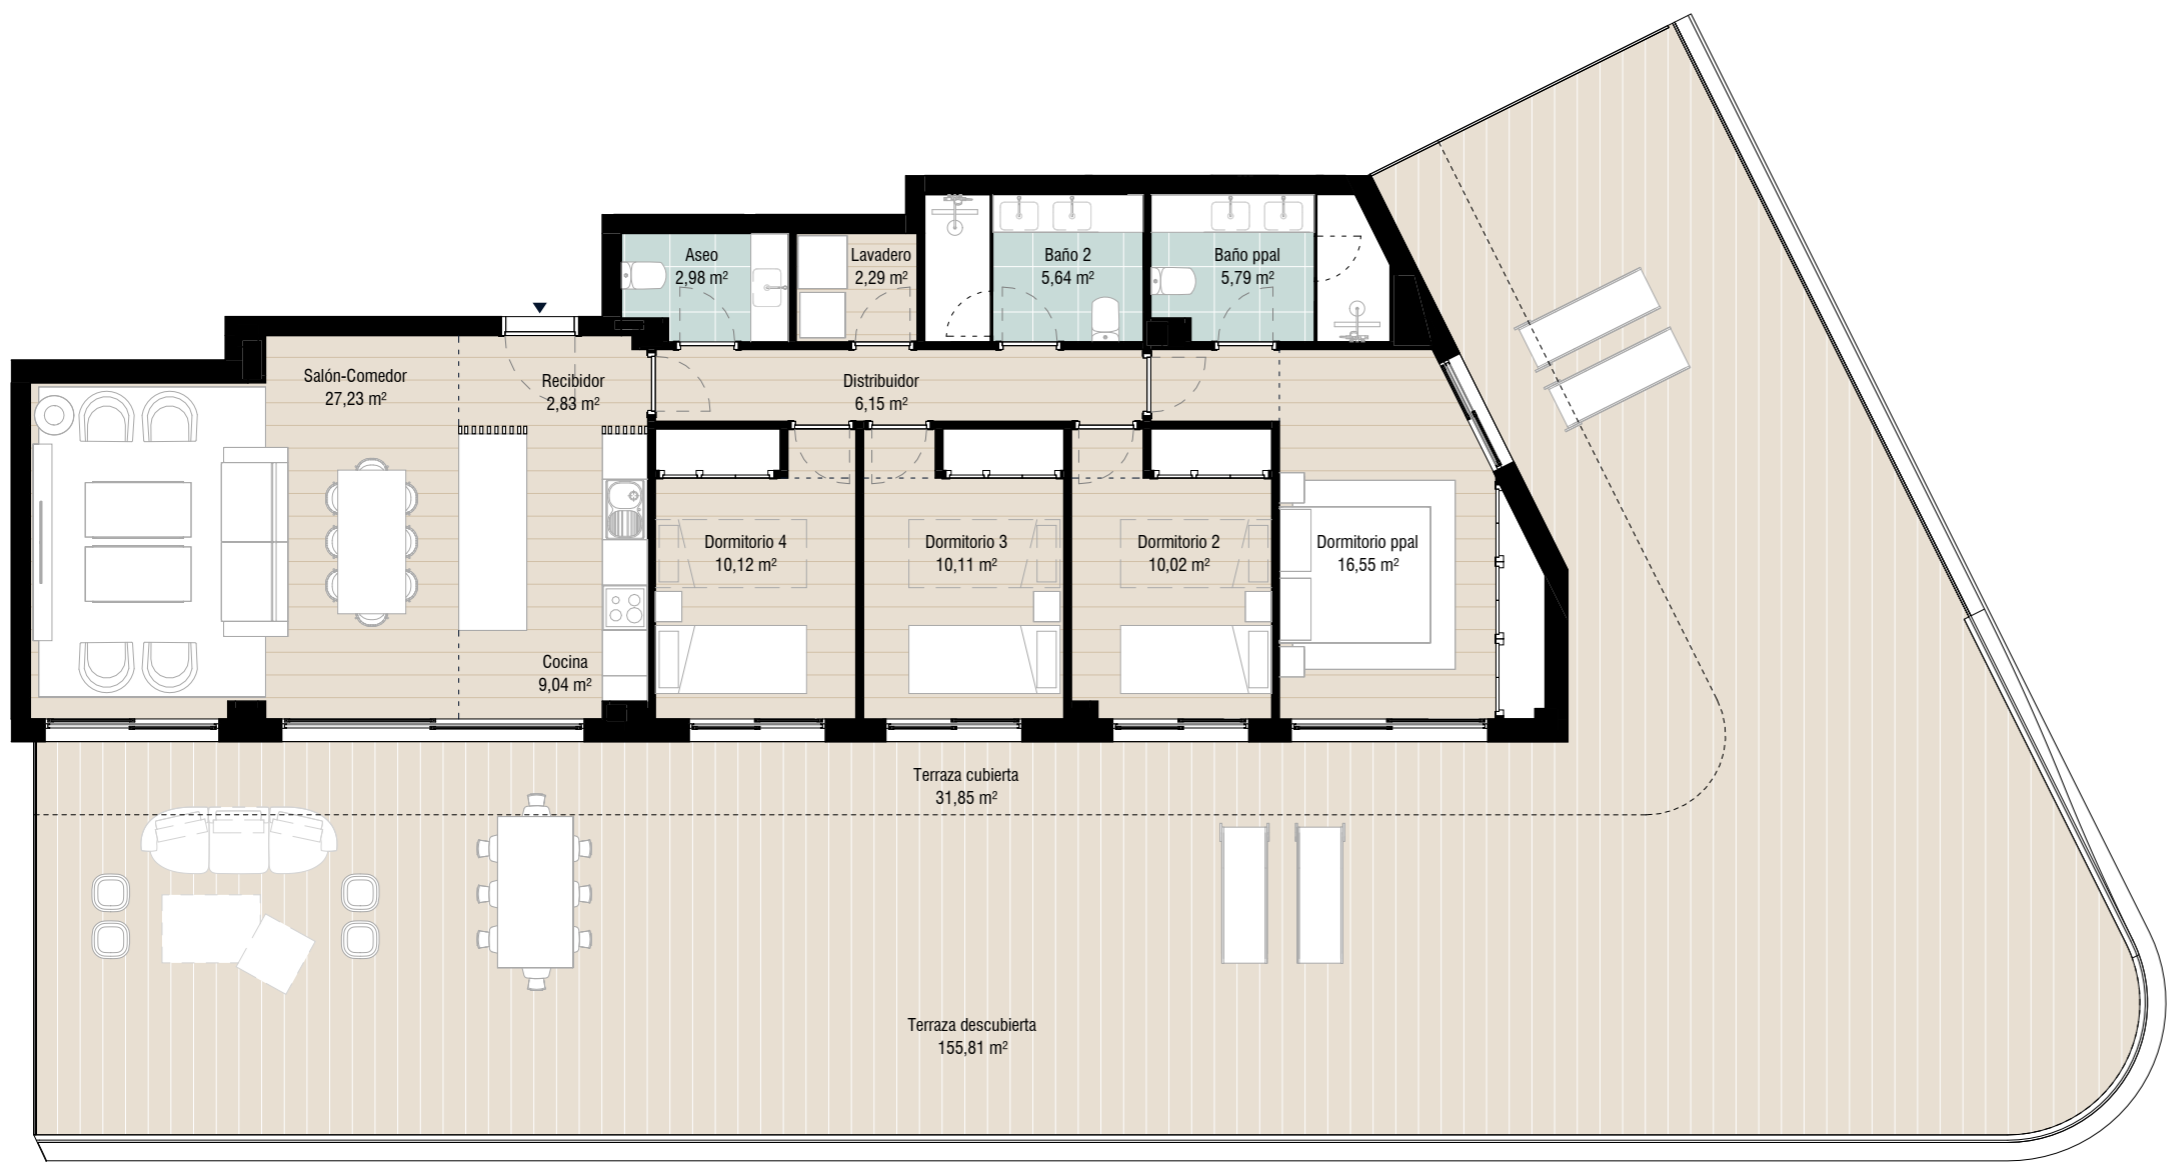 Aseo
2,98 m²
Lavadero
2,29 m²
Baño 2
5,64 m²
Baño ppal
5,79 m²
Salón-Comedor
27,23 m²
Recibidor
2,83 m²
Distribuidor
6,15 m²
Dormitorio 4
10,12 m²
Dormitorio 3
10,11 m²
Dormitorio 2
10,02 m²
Dormitorio ppal
16,55 m²
Cocina
9,04 m²
Terraza cubierta
31,85 m²
Terraza descubierta
155,81 m²